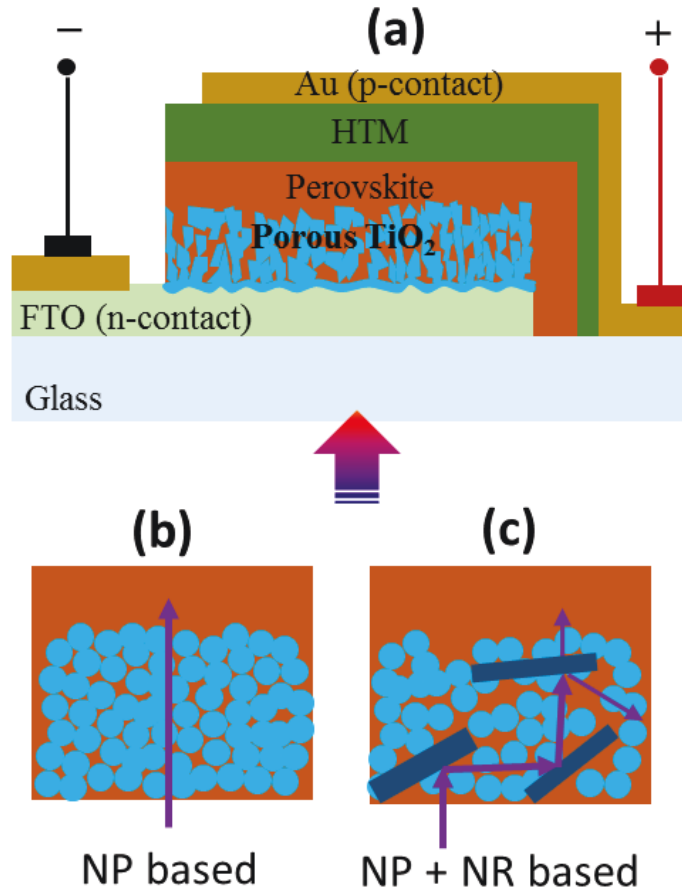 (a)
−
+
Au (p-contact)
HTM
Perovskite
Porous TiO₂
FTO (n-contact)
Glass
(b)
(c)
NP based
NP + NR based